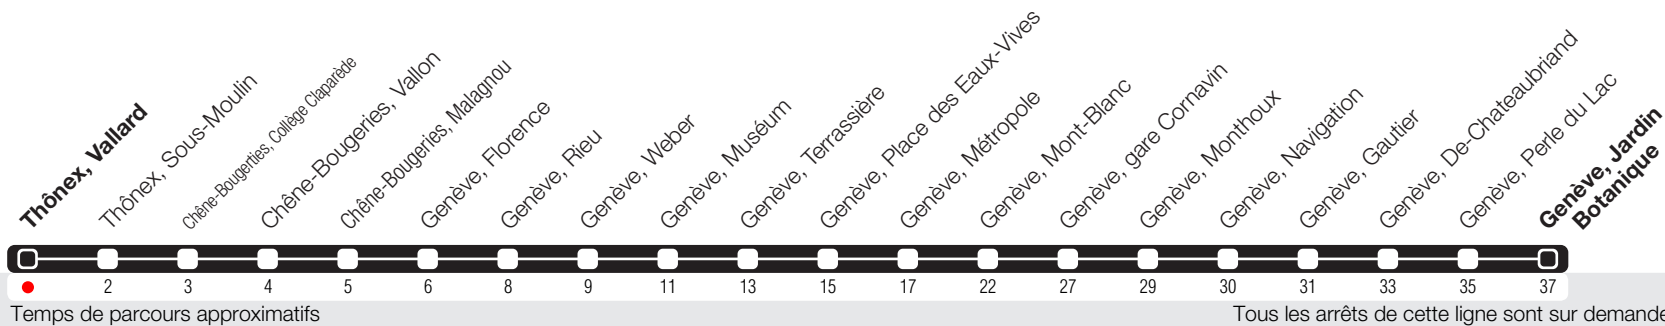 Thônex, Vallard
Thônex, Sous-Moulin
Chêne-Bougerties, Collège Claparède
Chêne-Bougeries, Vallon
Chêne-Bougeries, Malagnou
Genève, Florence
Genève, Rieu
Genève, Weber
Genève, Muséum
Genève, Terrassière
Genève, Place des Eaux-Vives
Genève, Métropole
Genève, Mont-Blanc
Genève, gare Cornavin
Genève, Monthoux
Genève, Navigation
Genève, Gautier
Genève, De-Chateaubriand
Genève, Perle du Lac
Genève, Jardin
Botanique
2 3 4 5 6 8 9 11 13 15 17 22 27 29 30 31 33 35 37
Temps de parcours approximatifs
Tous les arrêts de cette ligne sont sur demande